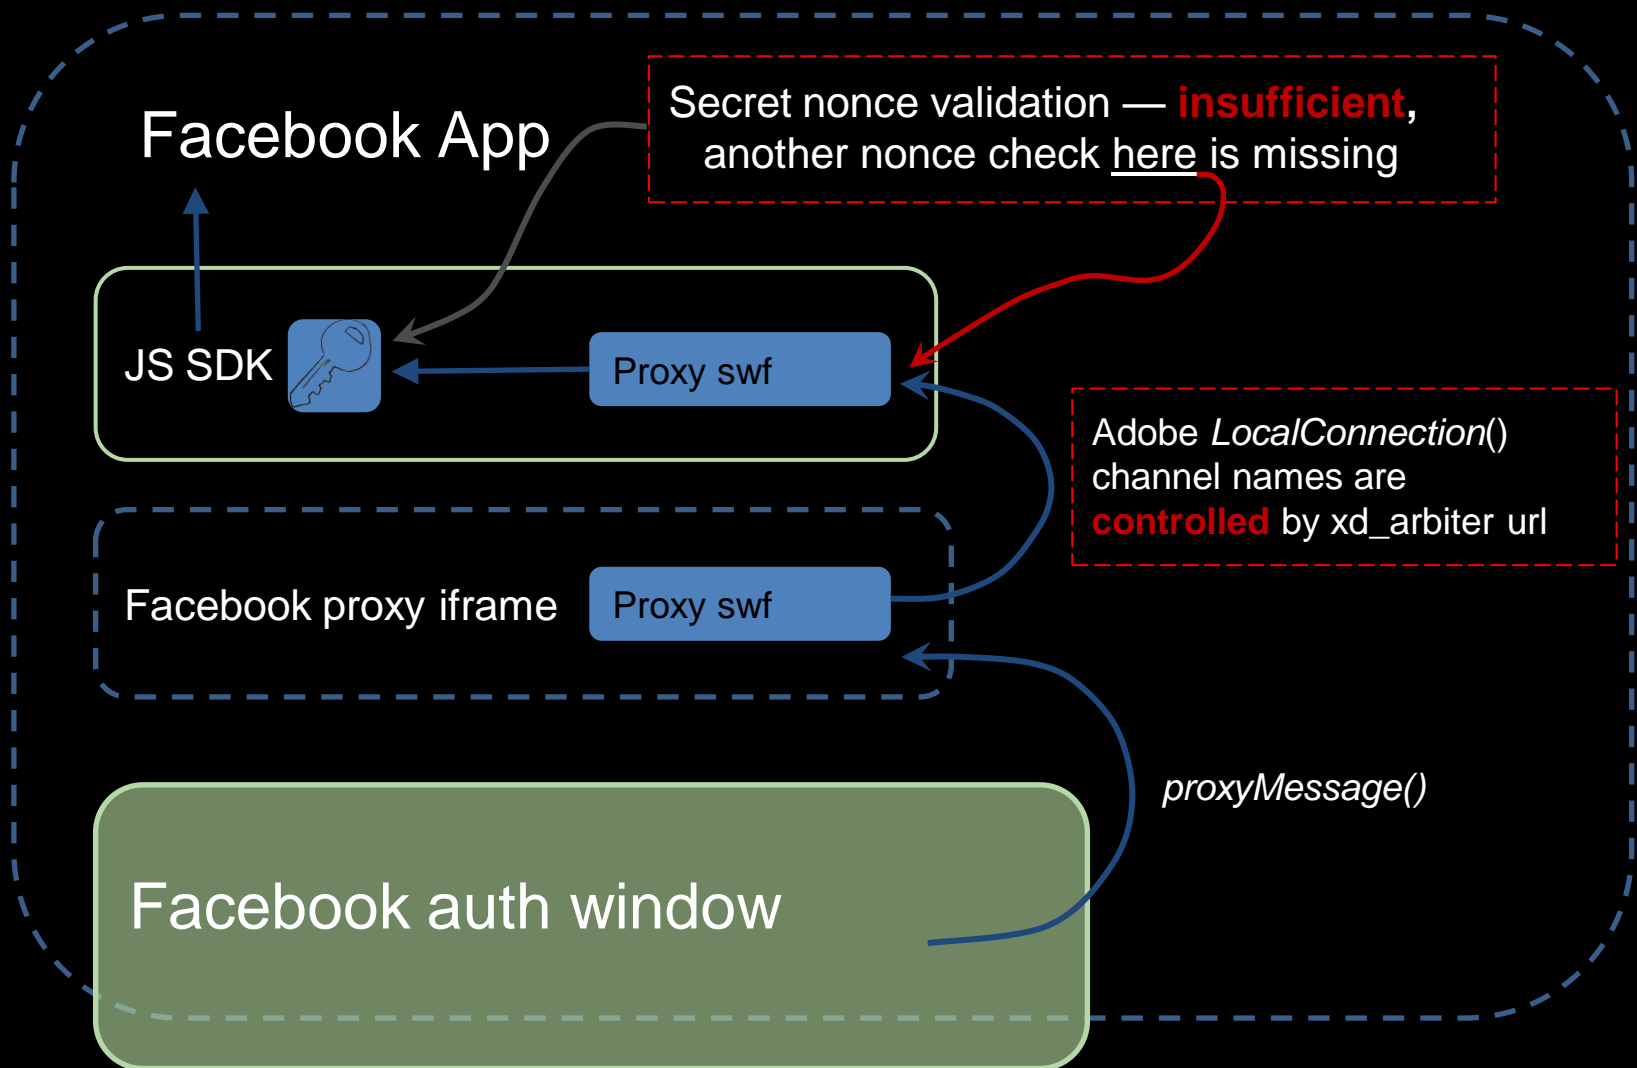 Facebook App
Secret nonce validation — insufficient,
another nonce check here is missing
JS SDK
Proxy swf
Adobe LocalConnection()
channel names are
controlled by xd_arbiter url
Facebook proxy iframe
Proxy swf
proxyMessage()
Facebook auth window